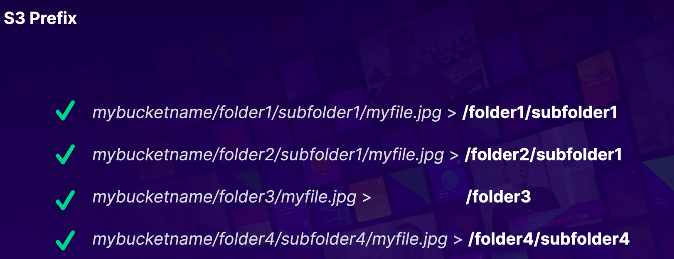 S3 Prefix
mybucketname/folder1/subfolder1/myfile.jpg > /folder1/subfolder1
mybucketname/folder2/subfolder1/myfile.jpg > /folder2/subfolder1
mybucketname/folder3/myfile.jpg > /folder3
mybucketname/folder4/subfolder4/myfile.jpg > /folder4/subfolder4